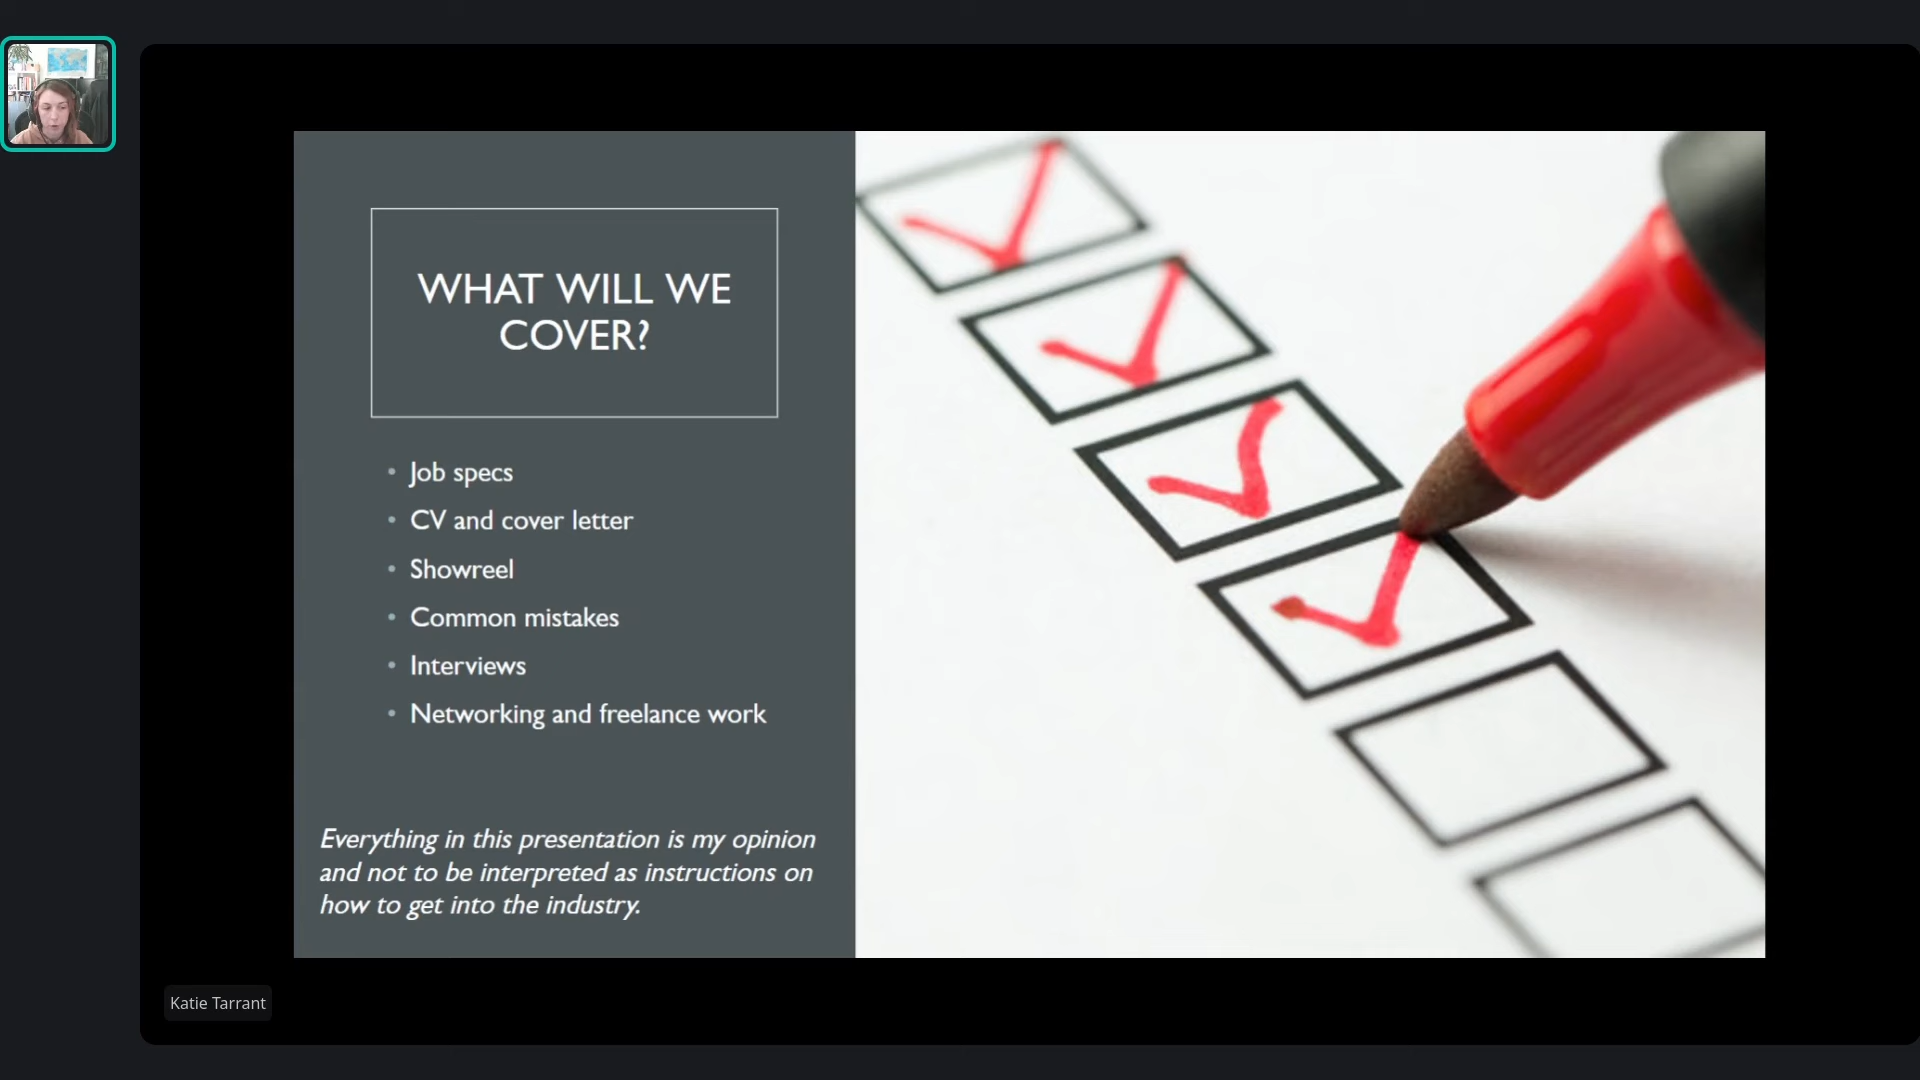 WHAT WILL WE
COVER?
• Job specs
• CV and cover letter
• Showreel
• Common mistakes
• Interviews
• Networking and freelance work
Everything in this presentation is my opinion
and not to be interpreted as instructions on
how to get into the industry.
Katie Tarrant